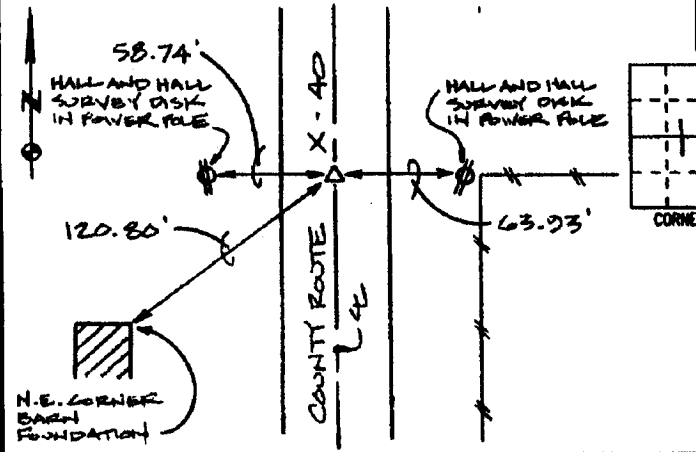 58.74'
HALL AND HALL
SURVEY DISK
IN POWER POLE
N
X-40
COUNTY ROUTE
℄
HALL AND HALL
SURVEY DISK
IN POWER POLE
63.93'
120.80'
N.E. CORNER
BARN
FOUNDATION
CORNE